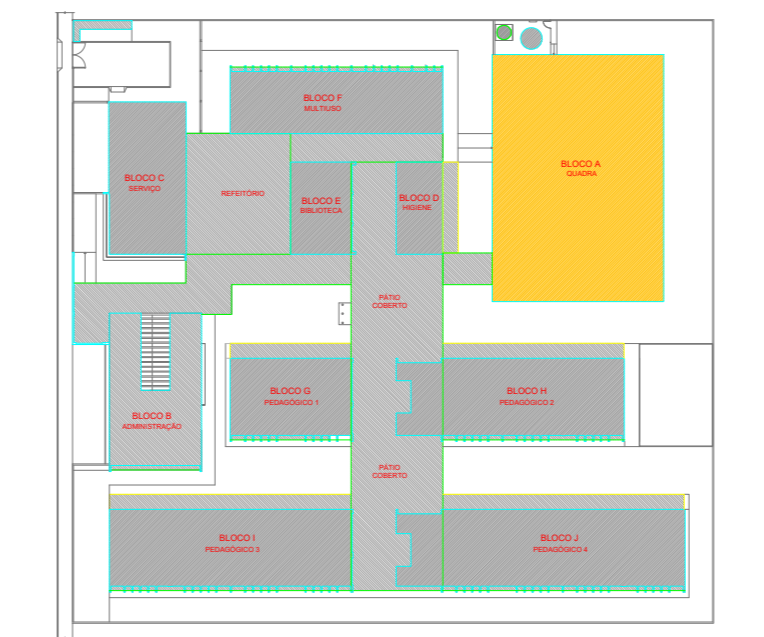 BLOCO F
MULTIUSO
BLOCO A
QUADRA
BLOCO C
SERVIÇO
REFEITÓRIO
BLOCO E
BIBLIOTECA
BLOCO D
HIGIENE
PÁTIO
COBERTO
BLOCO G
PEDAGÓGICO 1
BLOCO H
PEDAGÓGICO 2
BLOCO B
ADMINISTRAÇÃO
PÁTIO
COBERTO
BLOCO I
PEDAGÓGICO 3
BLOCO J
PEDAGÓGICO 4